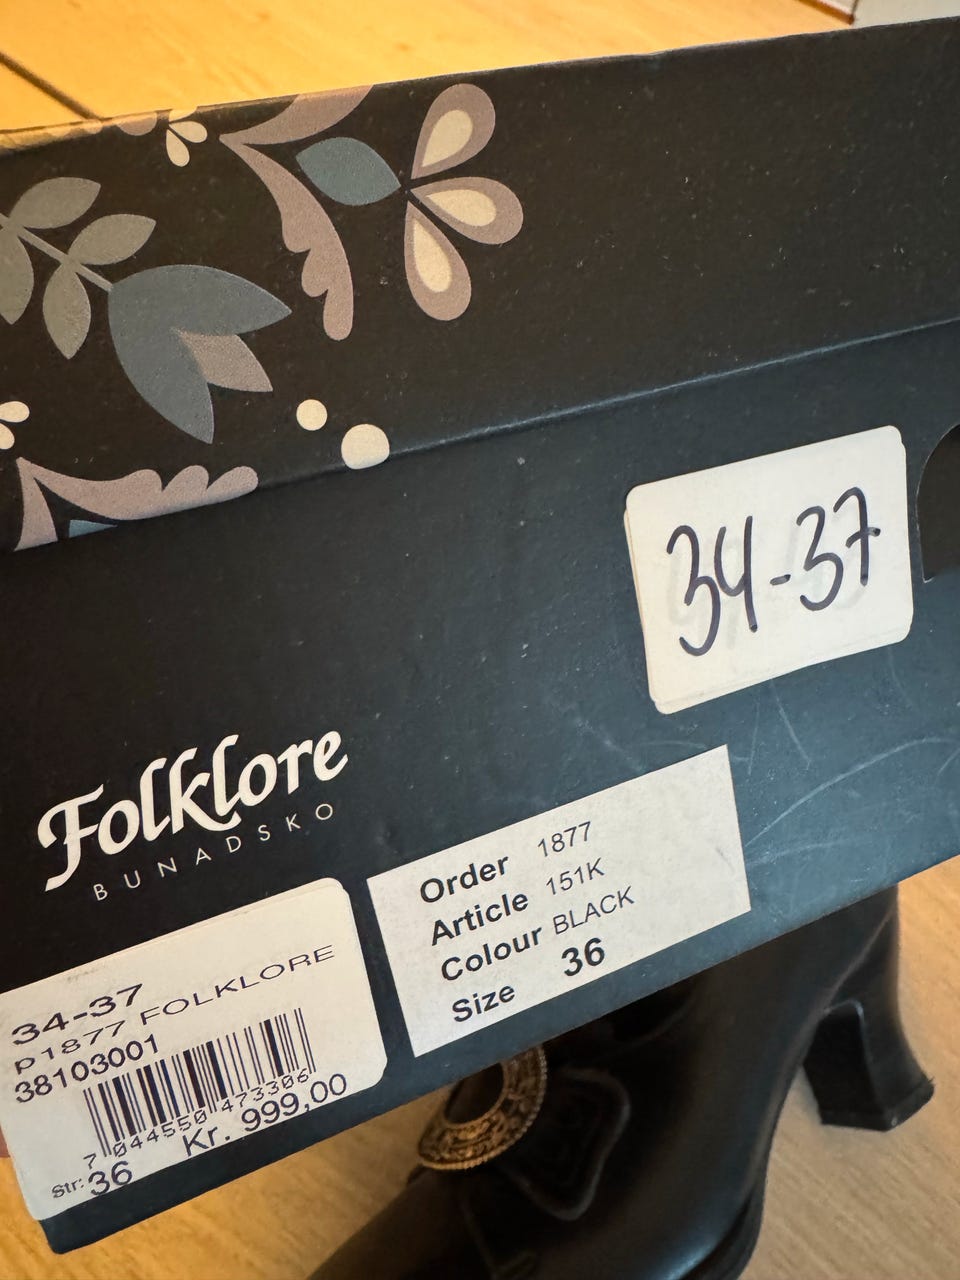 34-37
Folklore
BUNADSKO
Order 1877
Article 151K
Colour BLACK
Size 36
34-37
p1877 FOLKLORE
38103001
7 044550 473306
Kr. 999,00
Str: 36